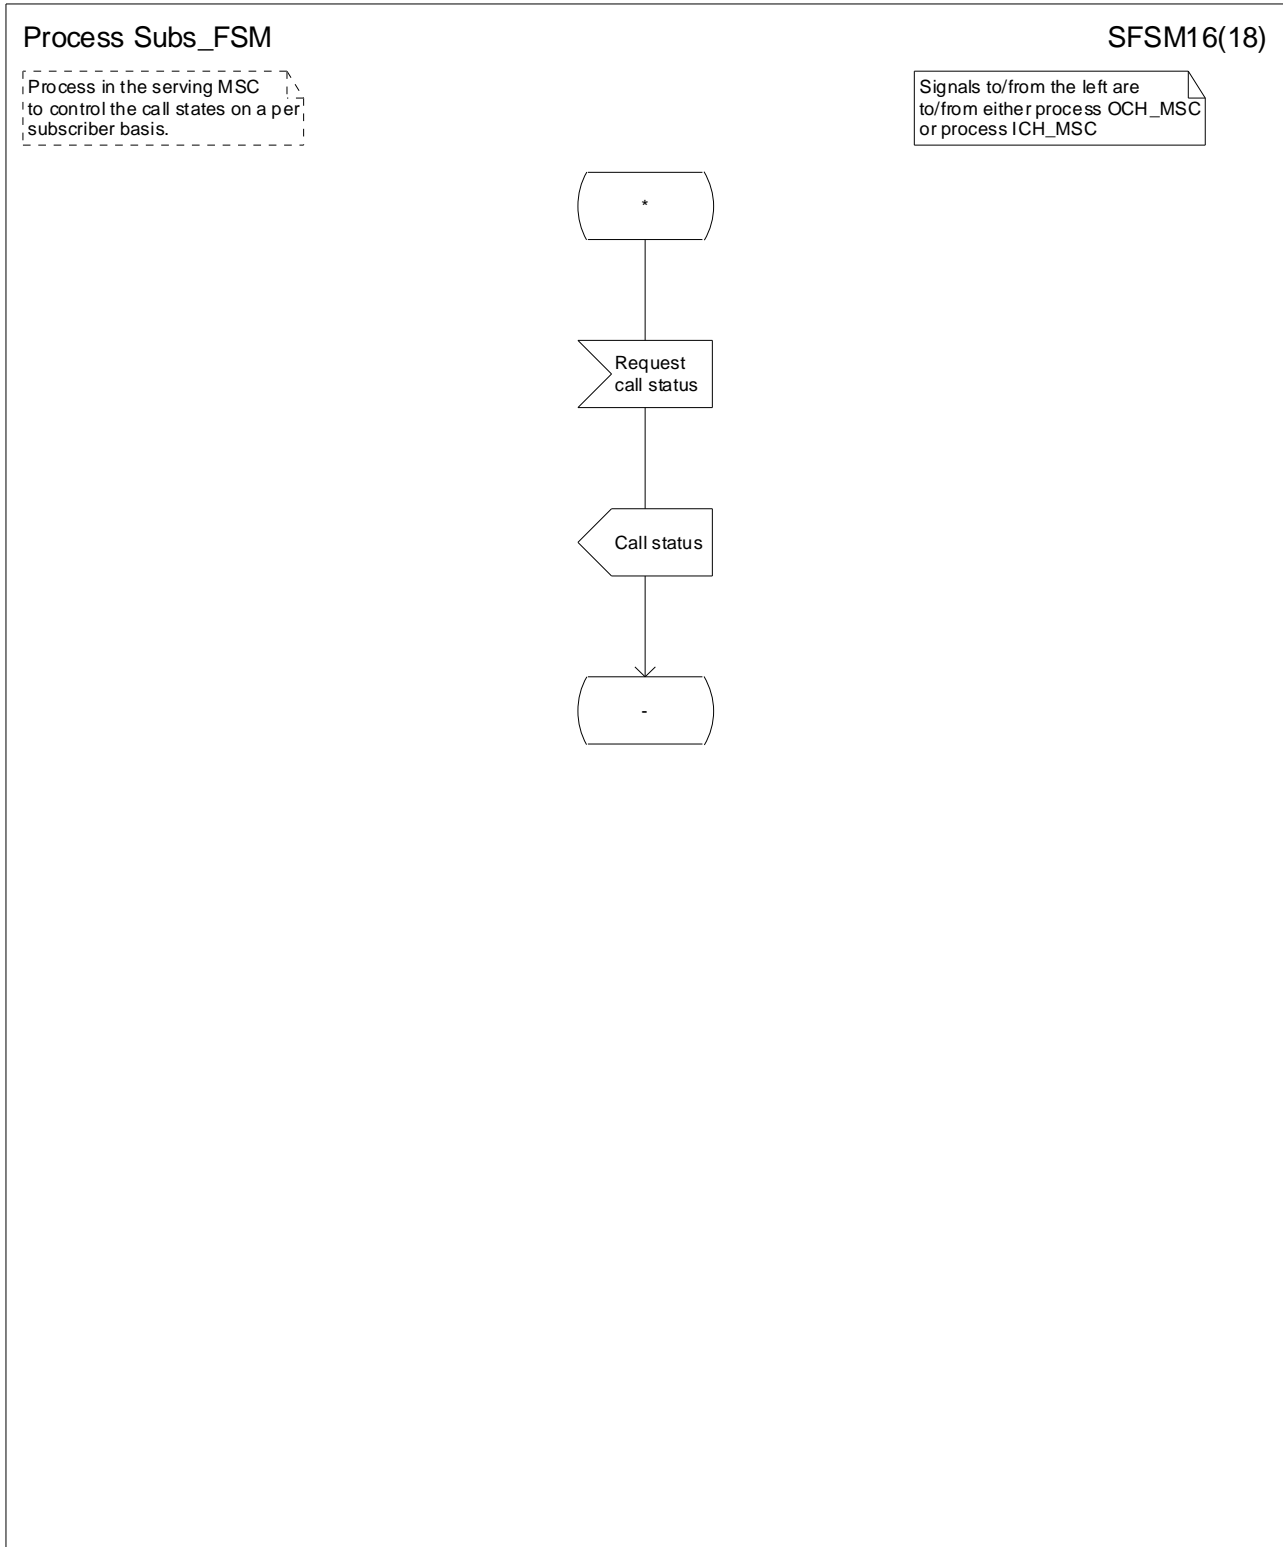 Process Subs_FSM
SFSM16(18)
Process in the serving MSC
to control the call states on a per
subscriber basis.
Signals to/from the left are
to/from either process OCH_MSC
or process ICH_MSC
*
Request
call status
Call status
-